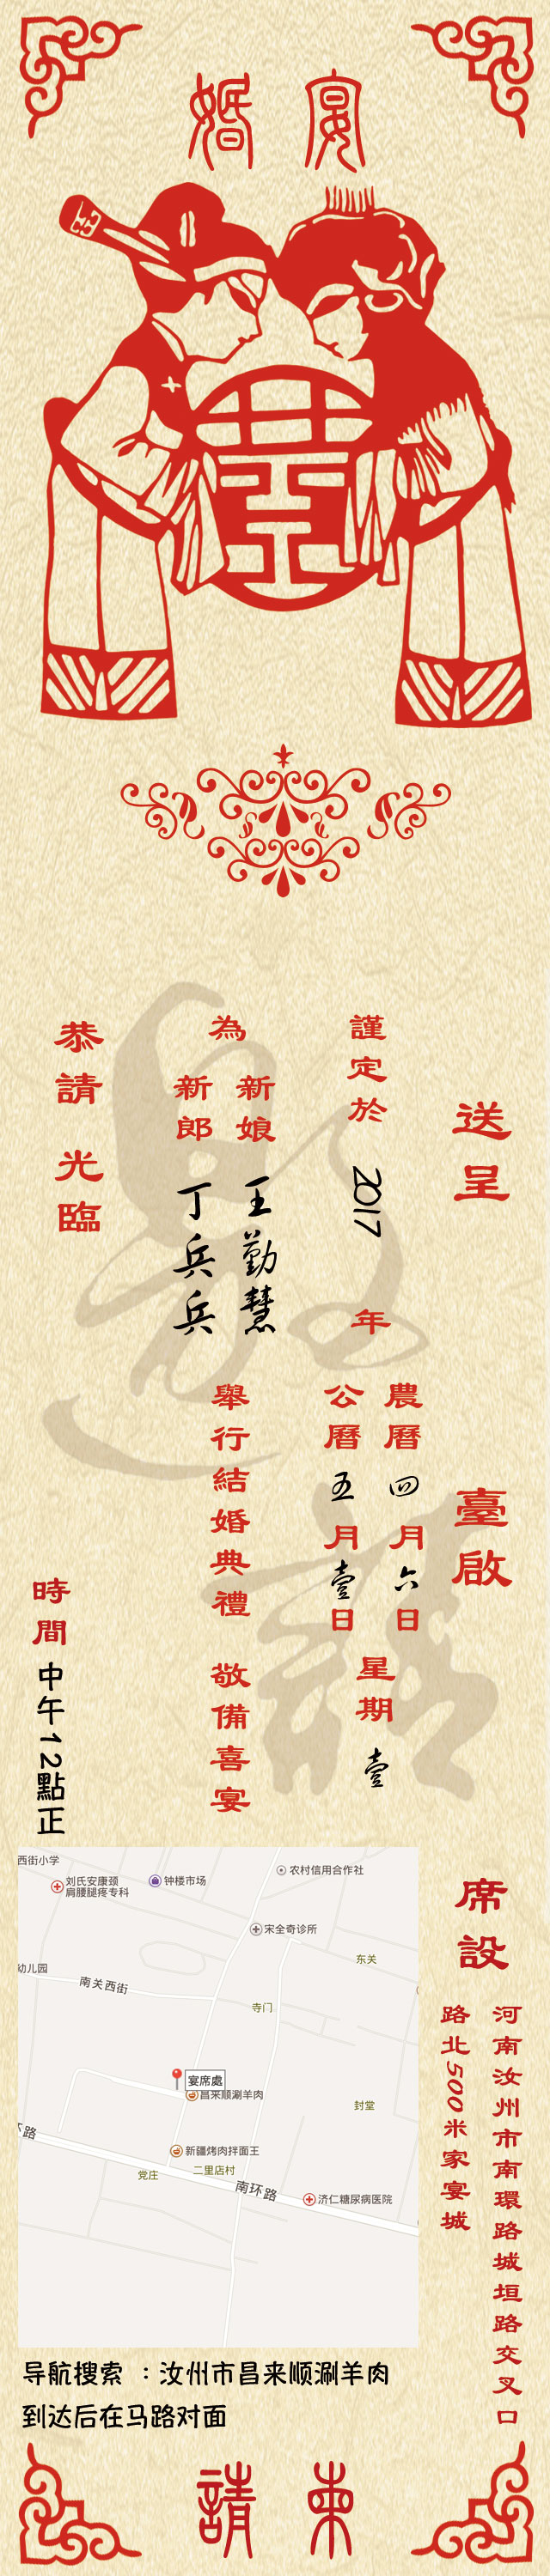 宴 婚
送呈
臺啟
謹定於 2017 年
農曆 四 月 六 日
公曆 五 月 壹 日
星期 壹
為
新娘 王勤慧
新郎 丁兵兵
舉行結婚典禮 敬備喜宴
恭請 光臨
時間 中午12點正
席設
河南汝州市南環路城垣路交叉口
路北500米家宴城
西街小学
刘氏安康颈
肩腰腿疼专科
钟楼市场
农村信用合作社
宋全奇诊所
东关
幼儿园
南关西街
寺门
宴席處
昌来顺涮羊肉
封堂
路
新疆烤肉拌面王
党庄
二里店村
南环路
济仁糖尿病医院
导航搜索 ：汝州市昌来顺涮羊肉
到达后在马路对面
請 柬